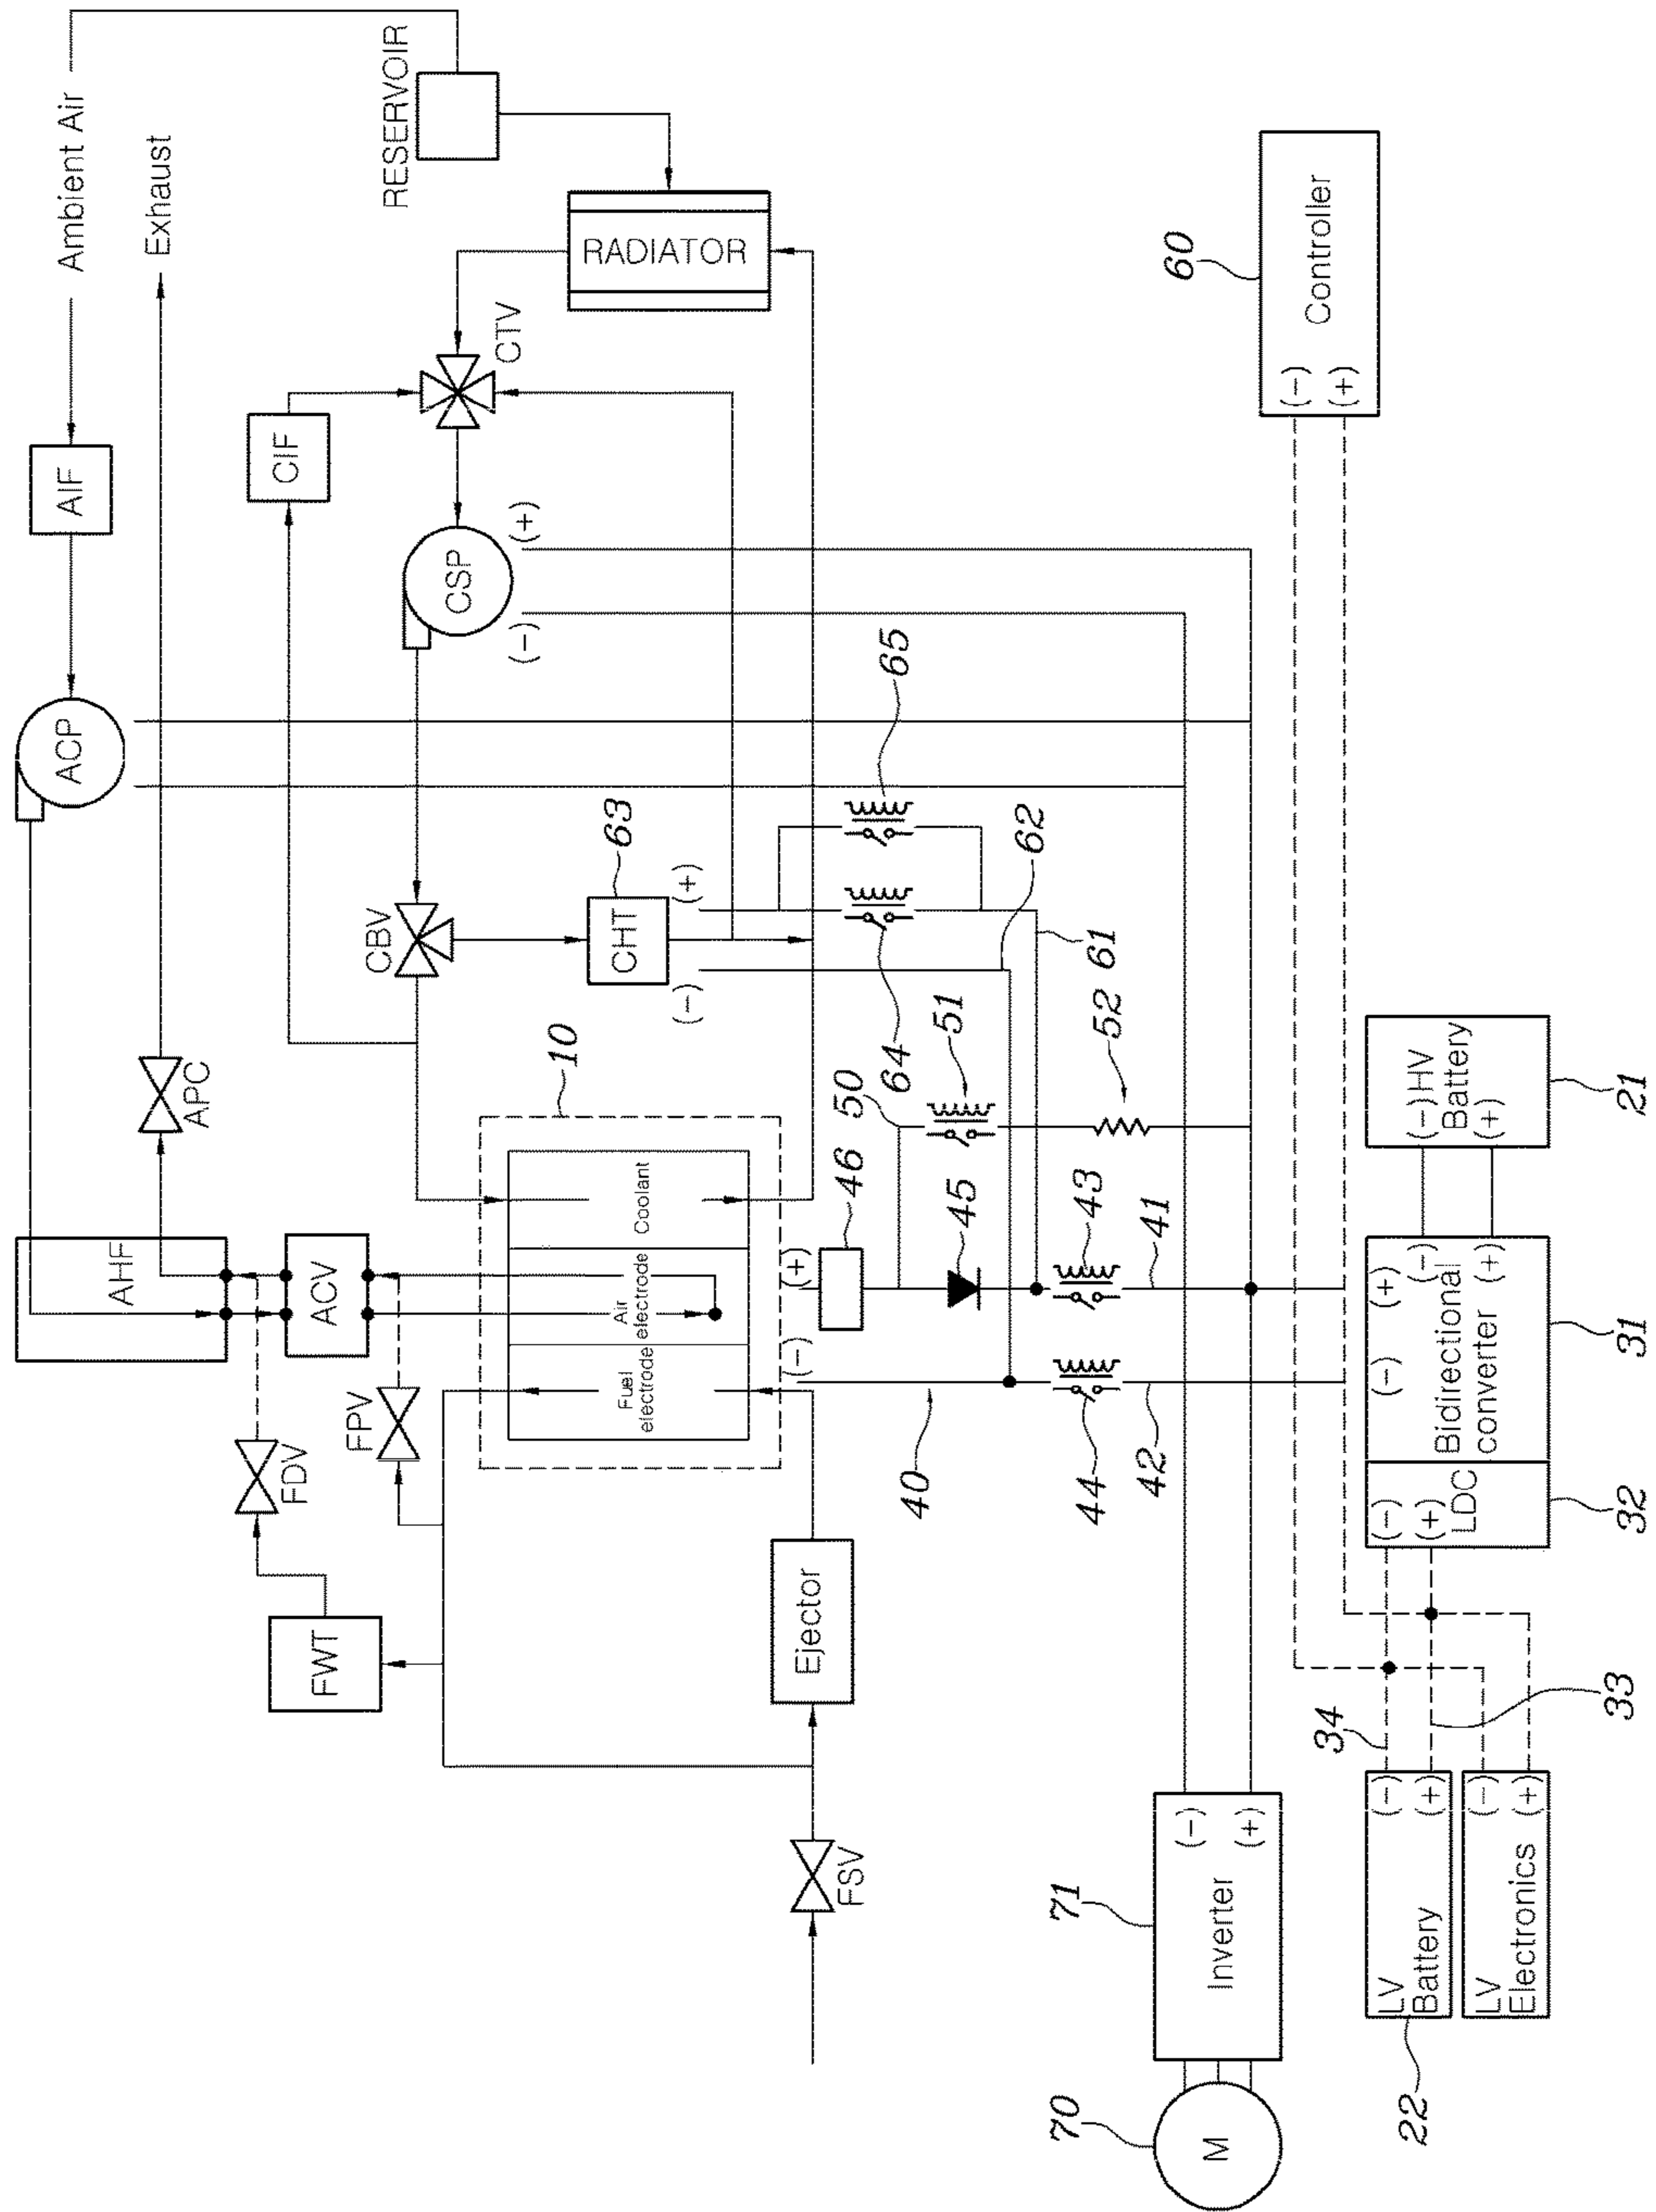 Ambient Air
Exhaust
RESERVOIR
AIF
CIF
CTV
RADIATOR
ACP
CSP
(+)
(-)
60
Controller
(-)
(+)
65
CBV
63
CHT
(+)
(-)
62
61
64
APC
10
AHF
ACV
Coolant
Air
electrode
Fuel
electrode
(+)
(-)
46
50
51
52
45
43
41
40
44
42
FDV
FPV
FWT
Ejector
FSV
(-)HV
Battery
(+)
21
(+)
(-)
(-)
(+)
Bidirectional
converter
31
(-)
(+)
LDC
32
34
33
71
Inverter
(-)
(+)
70
M
LV
Battery
(-)
(+)
22
LV
Electronics
(-)
(+)